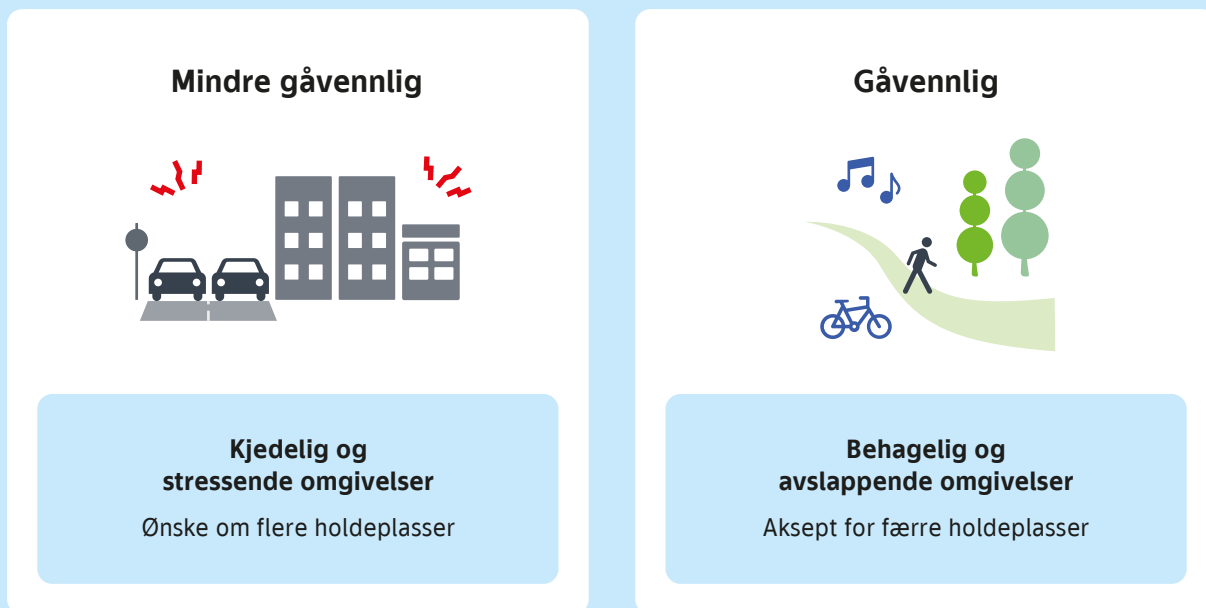 Mindre gåvennlig
Kjedelig og
stressende omgivelser
Ønske om flere holdeplasser
Gåvennlig
Behagelig og
avslappende omgivelser
Aksept for færre holdeplasser